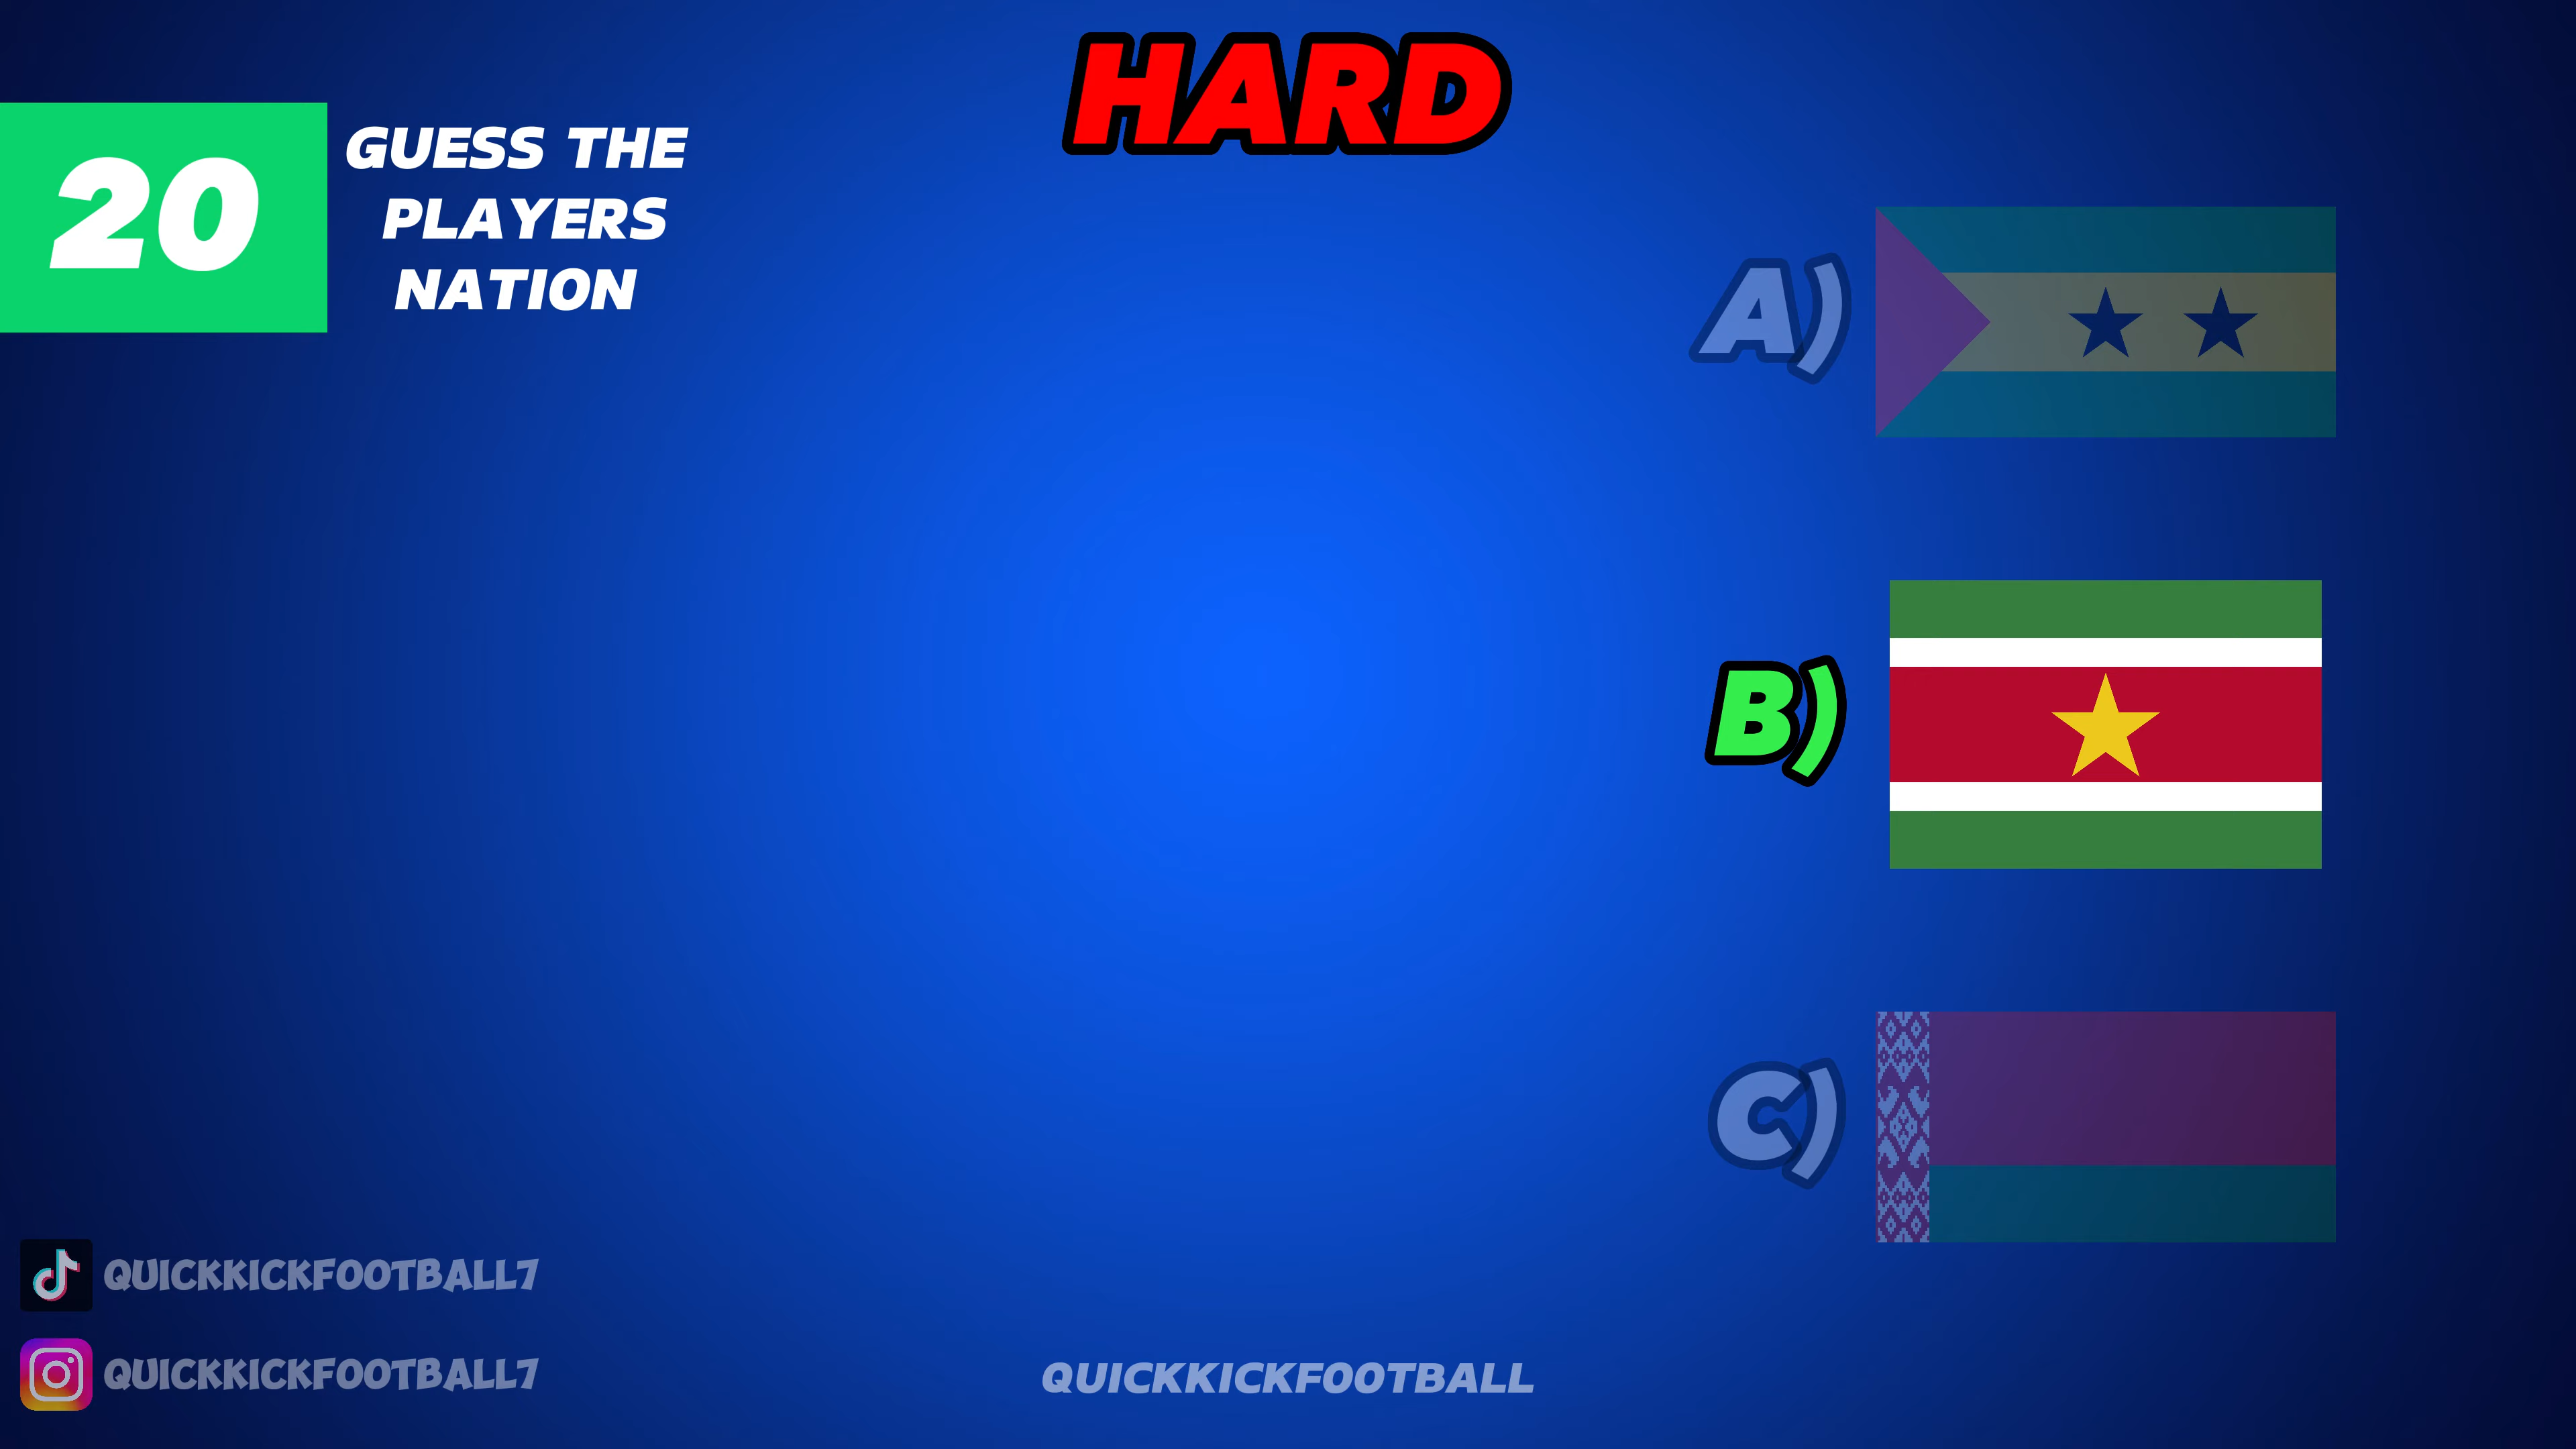 HARD
20
GUESS THE
PLAYERS
NATION
A)
B)
C)
QUICKKICKFOOTBALL7
QUICKKICKFOOTBALL7
QUICKKICKFOOTBALL